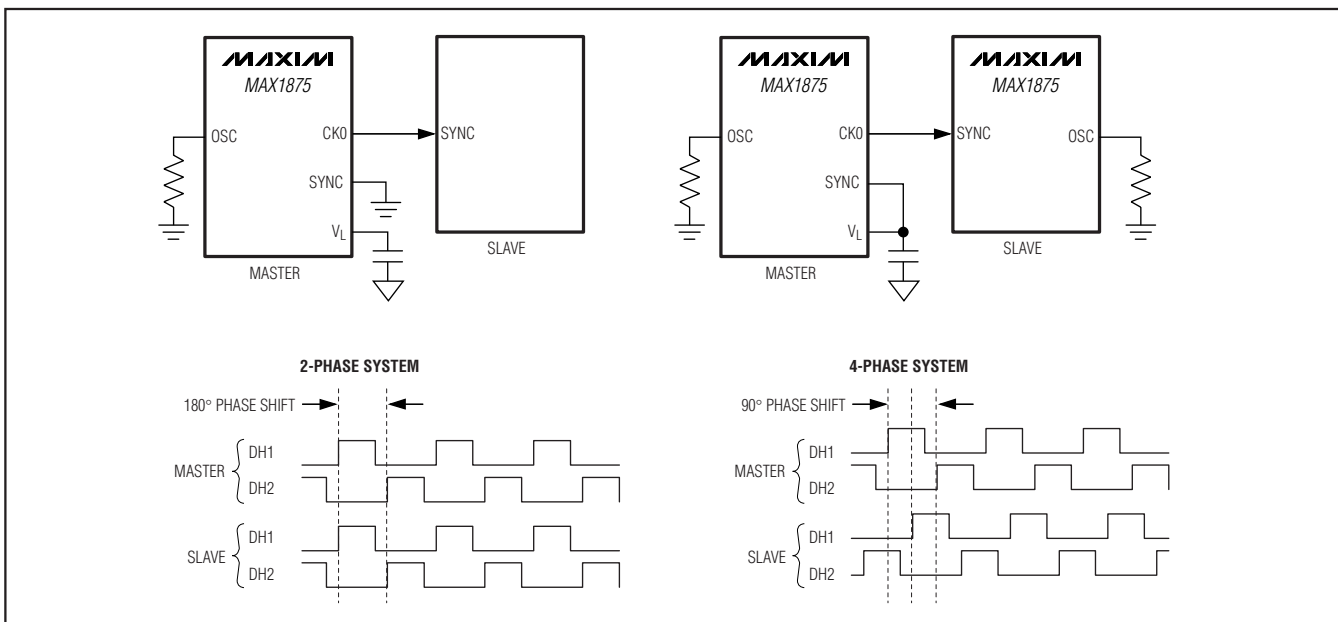 MAXIM
MAX1875
OSC
CK0
SYNC
VL
MASTER
SYNC
SLAVE
MAXIM
MAX1875
OSC
CK0
SYNC
VL
MASTER
MAXIM
MAX1875
SYNC
OSC
SLAVE
2-PHASE SYSTEM
180° PHASE SHIFT
MASTER
DH1
DH2
SLAVE
DH1
DH2
4-PHASE SYSTEM
90° PHASE SHIFT
MASTER
DH1
DH2
SLAVE
DH1
DH2